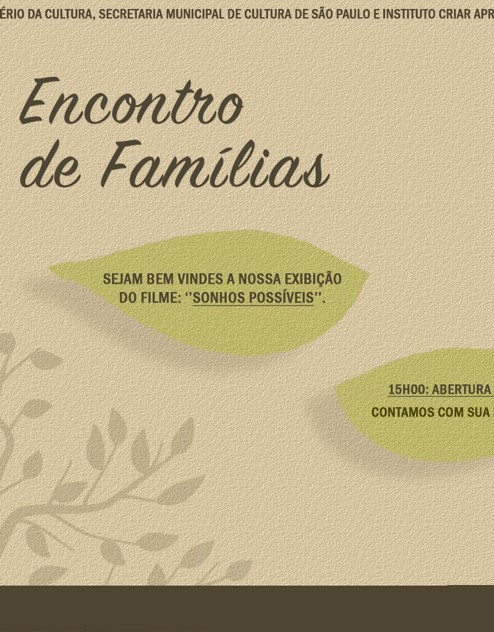 ÉRIO DA CULTURA, SECRETARIA MUNICIPAL DE CULTURA DE SÃO PAULO E INSTITUTO CRIAR APR
Encontro
de Famílias
SEJAM BEM VINDES A NOSSA EXIBIÇÃO
DO FILME: ‘’SONHOS POSSÍVEIS’’.
15H00: ABERTURA
CONTAMOS COM SUA